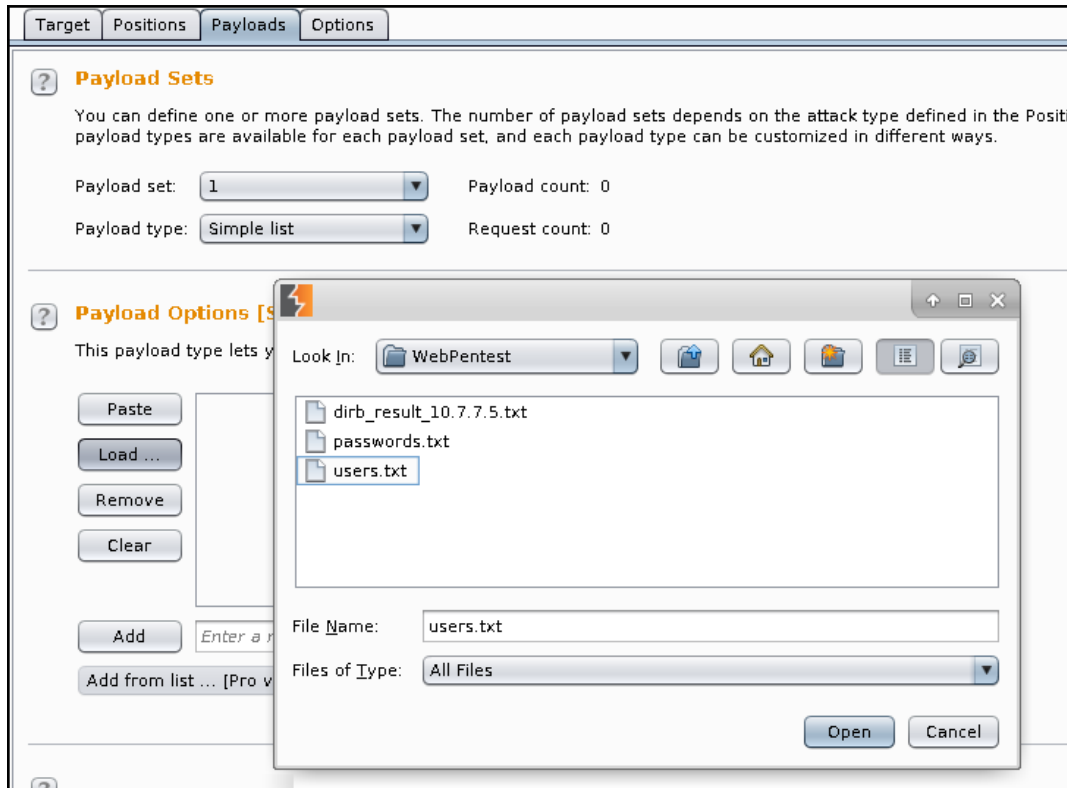 Target Positions Payloads Options
? Payload Sets
You can define one or more payload sets. The number of payload sets depends on the attack type defined in the
payload types are available for each payload set, and each payload type can be customized in different ways.
Payload set: 1 Payload count: 0
Payload type: Simple list Request count: 0
? Payload Options
This payload type lets
Look In: WebPentest
dirb_result_10.7.7.5.txt
Paste
passwords.txt
Load ...
users.txt
Remove
Clear
File Name: users.txt
Add Enter a
Files of Type: All Files
Add from list ... [Pro
Open Cancel
?